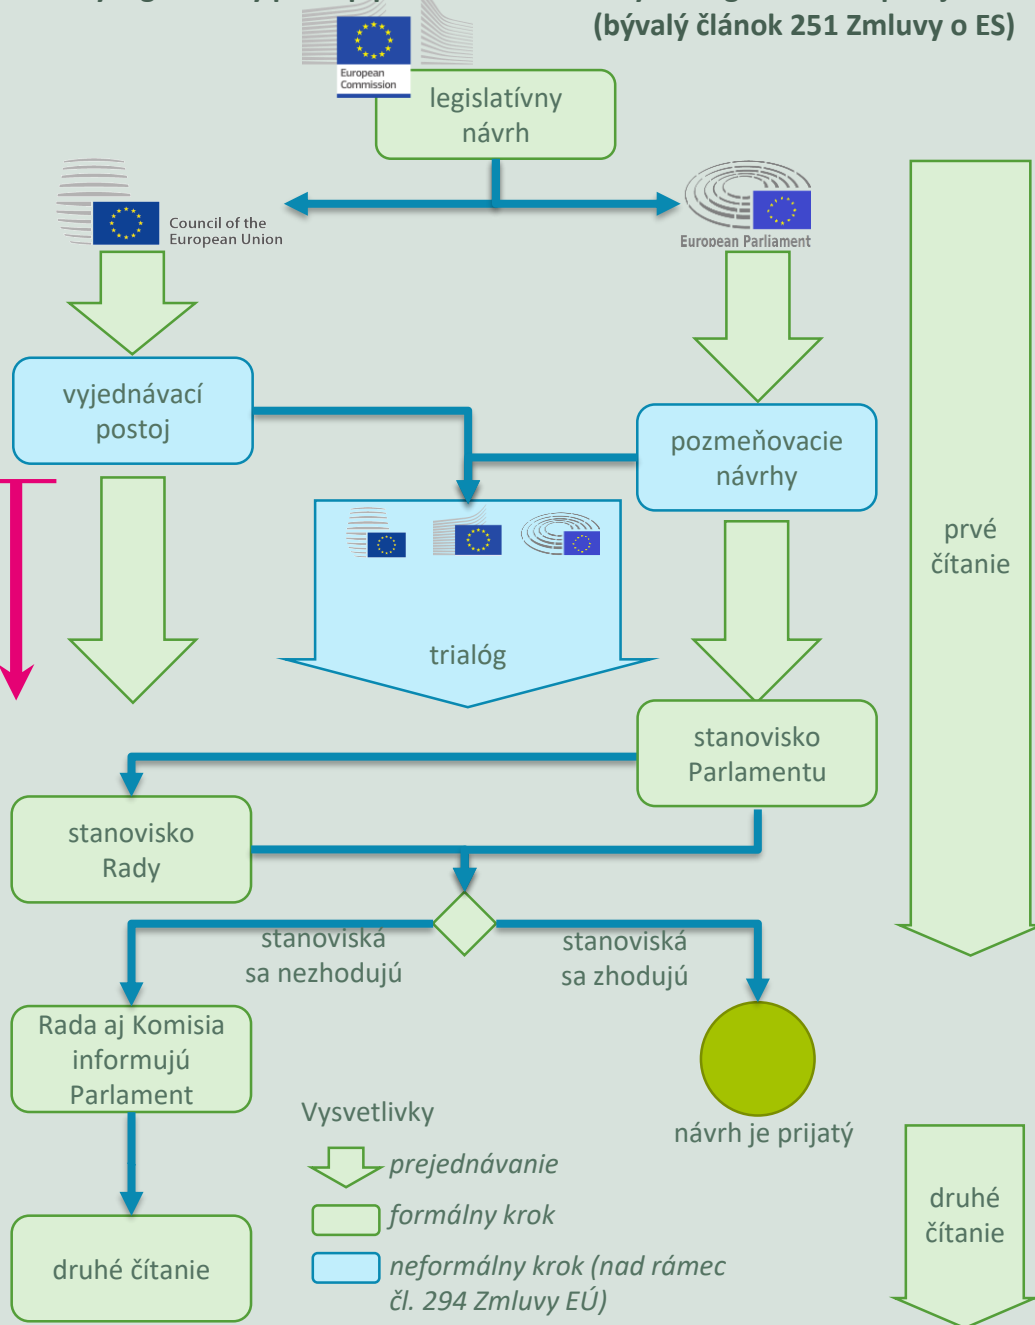 (bývalý článok 251 Zmluvy o ES)
European
Commission
legislatívny
návrh
Council of the
European Union
European Parliament
vyjednávací
postoj
pozmeňovacie
návrhy
prvé
čítanie
trialóg
stanovisko
Parlamentu
stanovisko
Rady
stanoviská
sa nezhodujú
stanoviská
sa zhodujú
Rada aj Komisia
informujú
Parlament
návrh je prijatý
Vysvetlivky
prejednávanie
formálny krok
neformálny krok (nad rámec
čl. 294 Zmluvy EÚ)
druhé čítanie
druhé
čítanie